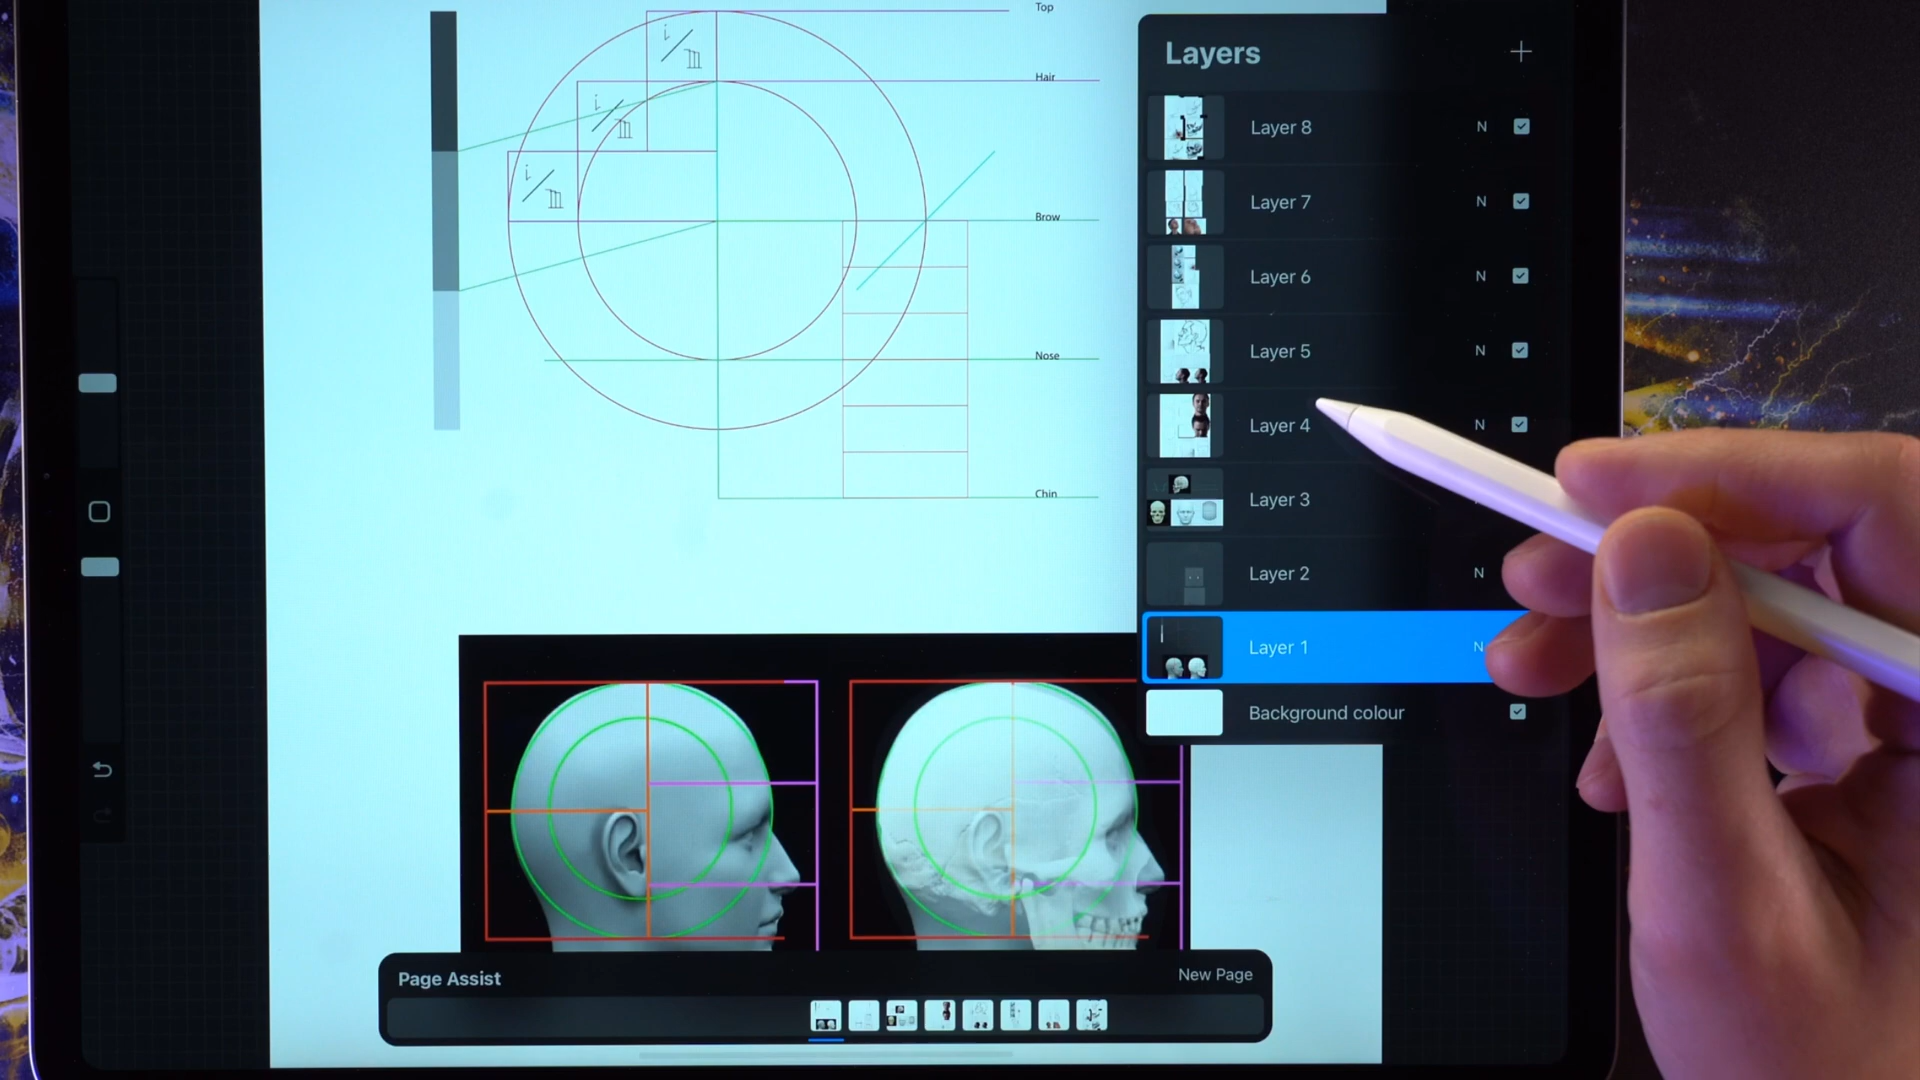 Top
Hair
Brow
Nose
Chin
i/m
i/m
i/m
Layers
Layer 8 N
Layer 7 N
Layer 6 N
Layer 5 N
Layer 4 N
Layer 3
Layer 2 N
Layer 1 N
Background colour
Page Assist
New Page